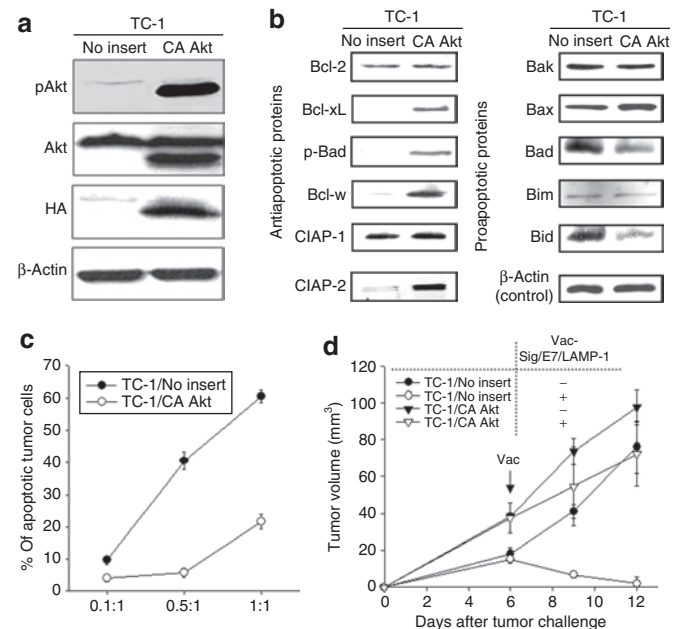 a
TC-1
No insert CA Akt
pAkt
Akt
HA
β-Actin
b
TC-1
No insert CA Akt
Antiapoptotic proteins
Bcl-2
Bcl-xL
p-Bad
Bcl-w
CIAP-1
CIAP-2
TC-1
No insert CA Akt
Proapoptotic proteins
Bak
Bax
Bad
Bim
Bid
β-Actin
(control)
c
% Of apoptotic tumor cells
70
60
50
40
30
20
10
0
TC-1/No insert
TC-1/CA Akt
0.1:1 0.5:1 1:1
d
Vac-
Sig/E7/LAMP-1
TC-1/No insert −
TC-1/No insert +
TC-1/CA Akt −
TC-1/CA Akt +
Vac
Tumor volume (mm³)
120
100
80
60
40
20
0
0 2 4 6 8 10 12
Days after tumor challenge